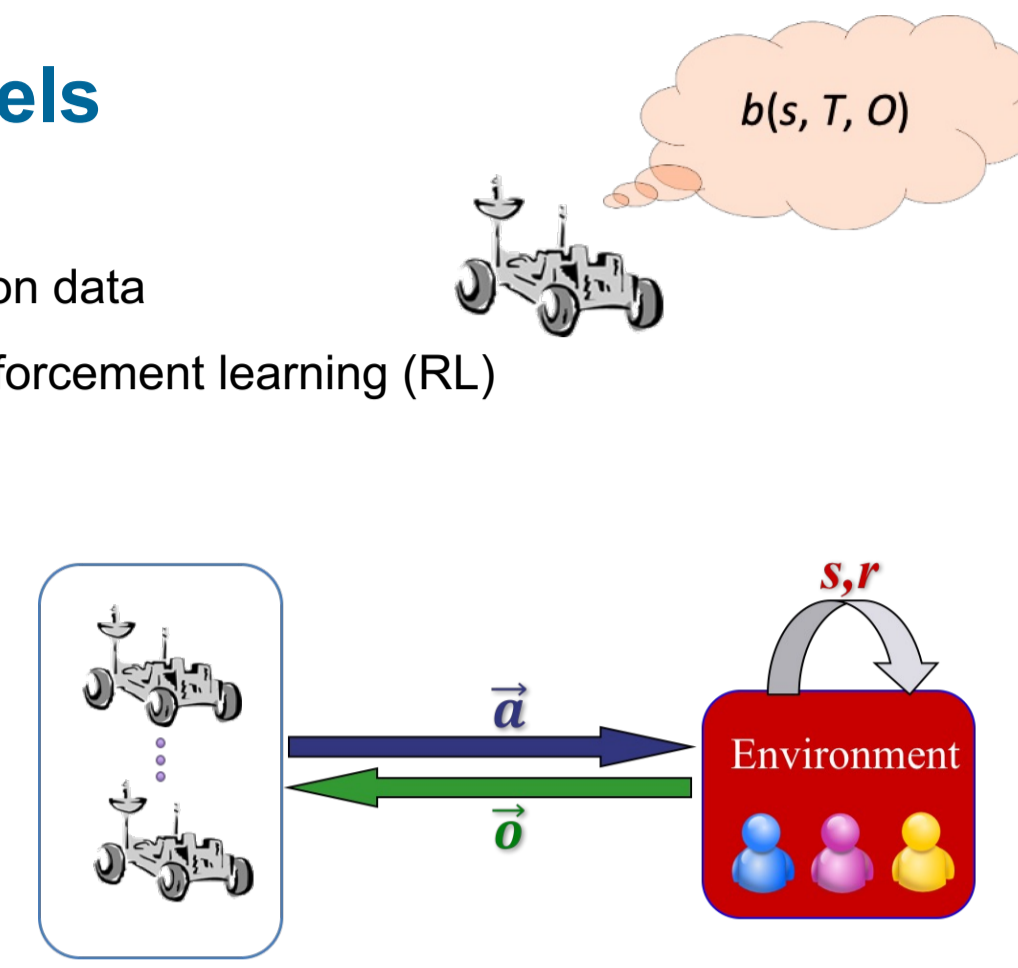 els
b(s, T, O)
on data
forcement learning (RL)
s,r
a⃗
Environment
o⃗